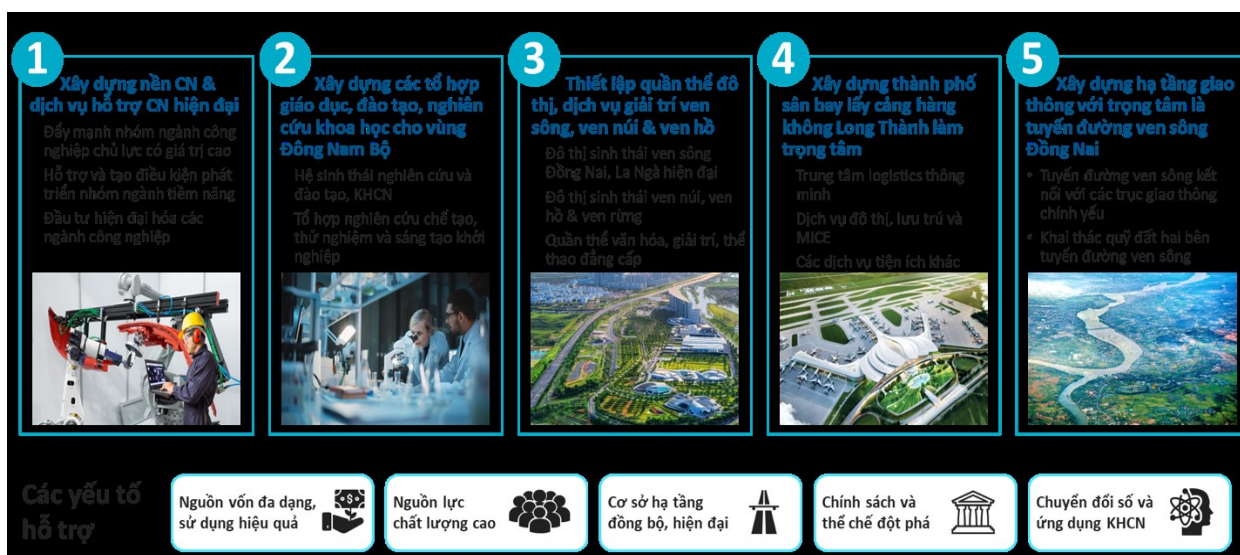 1
Xây dựng nền CN &
dịch vụ hỗ trợ CN hiện đại
Đẩy mạnh nhóm ngành công
nghiệp chủ lực có giá trị cao
Hỗ trợ và tạo điều kiện phát
triển nhóm ngành tiềm năng
Đầu tư hiện đại hóa các
ngành công nghiệp
2
Xây dựng các tổ hợp
giáo dục, đào tạo, nghiên
cứu khoa học cho vùng
Đông Nam Bộ
Hệ sinh thái nghiên cứu và
đào tạo, KHCN
Tổ hợp nghiên cứu chế tạo,
thử nghiệm và sáng tạo khởi
nghiệp
3
Thiết lập quần thể đô
thị, dịch vụ giải trí ven
sông, ven núi & ven hồ
Đô thị sinh thái ven sông
Đồng Nai, La Ngà hiện đại
Đô thị sinh thái ven núi, ven
hồ & ven rừng
Quần thể văn hóa, giải trí, thể
thao đẳng cấp
4
Xây dựng thành phố
sân bay lấy cảng hàng
không Long Thành làm
trọng tâm
Trung tâm logistics thông
minh
Dịch vụ đô thị, lưu trú và
MICE
Các dịch vụ tiện ích khác
5
Xây dựng hạ tầng giao
thông với trọng tâm là
tuyến đường ven sông
Đồng Nai
• Tuyến đường ven sông kết
nối với các trục giao thông
chính yếu
• Khai thác quỹ đất hai bên
tuyến đường ven sông
Các yếu tố
hỗ trợ
Nguồn vốn đa dạng,
sử dụng hiệu quả
Nguồn lực
chất lượng cao
Cơ sở hạ tầng
đồng bộ, hiện đại
Chính sách và
thể chế đột phá
Chuyển đổi số và
ứng dụng KHCN